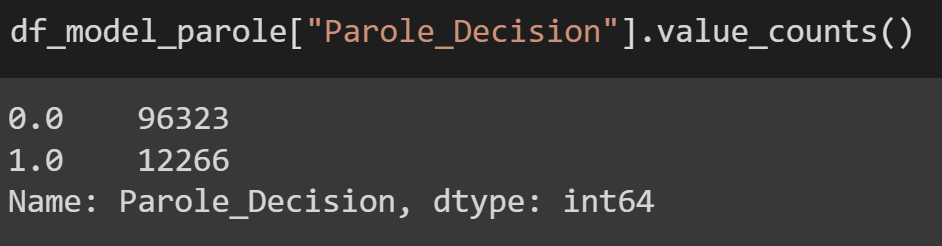 df_model_parole["Parole_Decision"].value_counts()
0.0    96323
1.0    12266
Name: Parole_Decision, dtype: int64